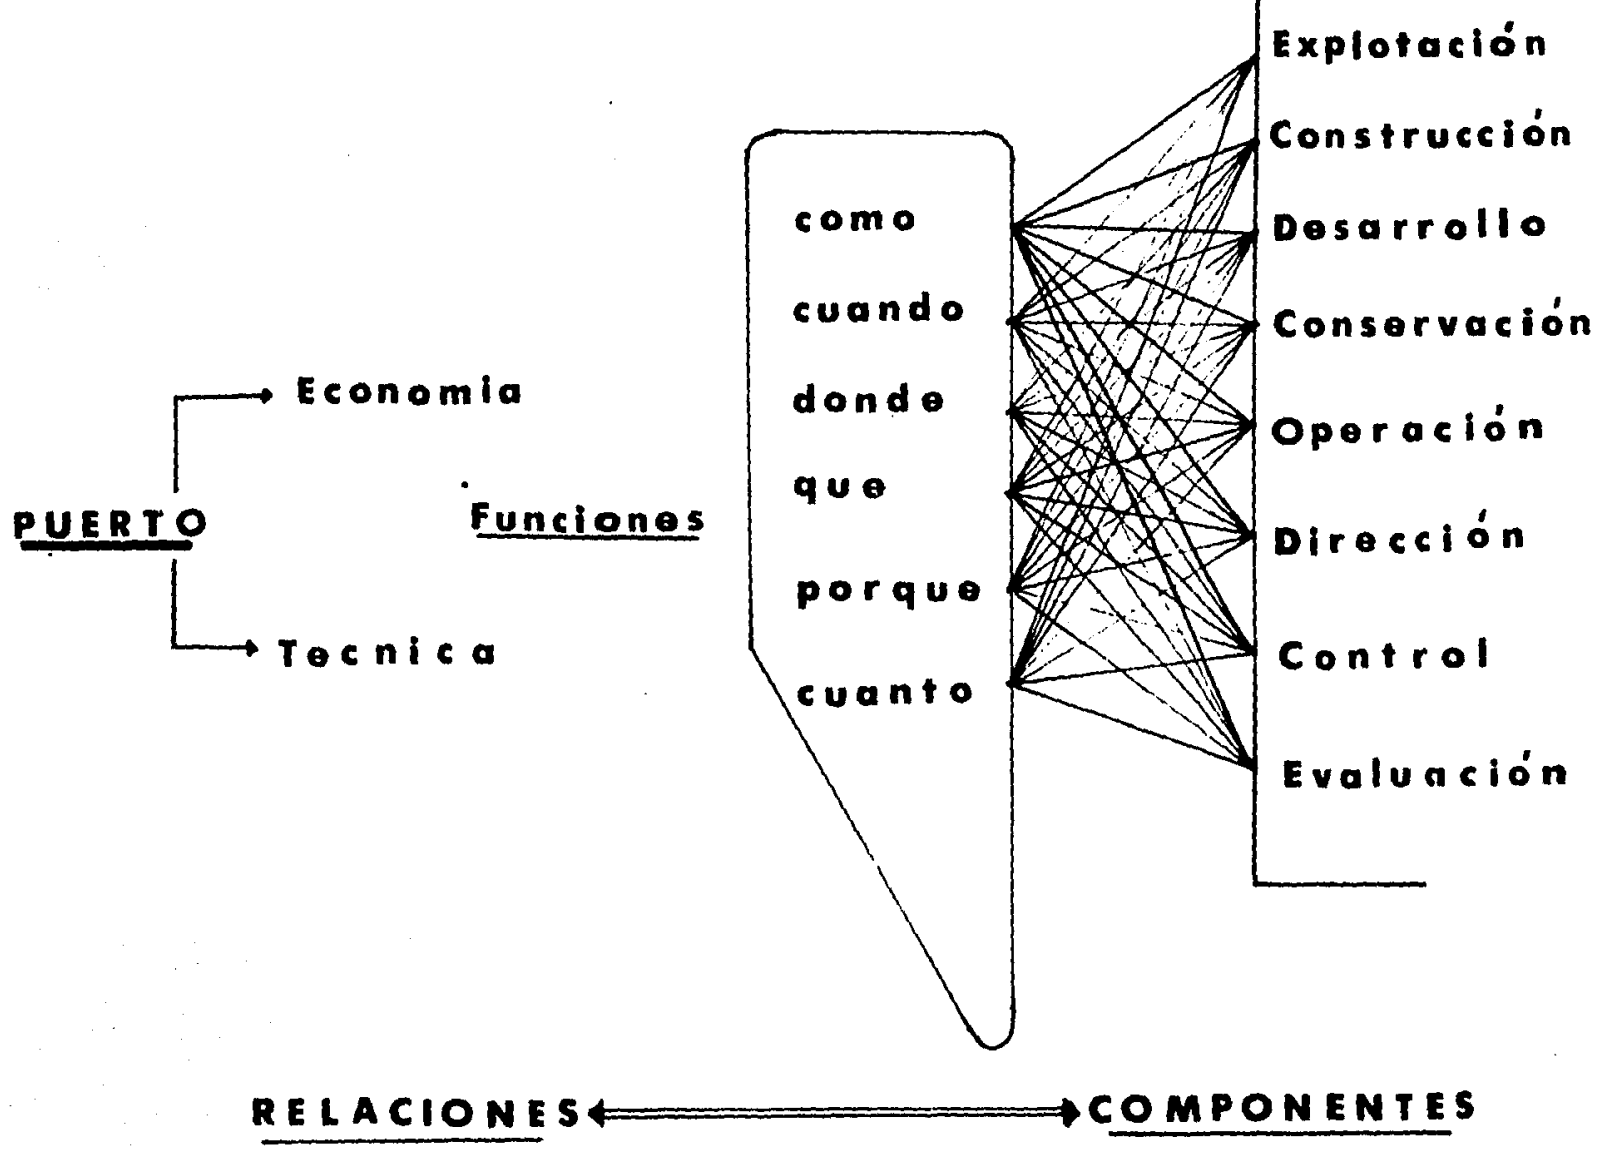 PUERTO
Economia
Tecnica
Funciones
como
cuando
donde
que
porque
cuanto
Explotación
Construcción
Desarrollo
Conservación
Operación
Dirección
Control
Evaluación
RELACIONES
COMPONENTES